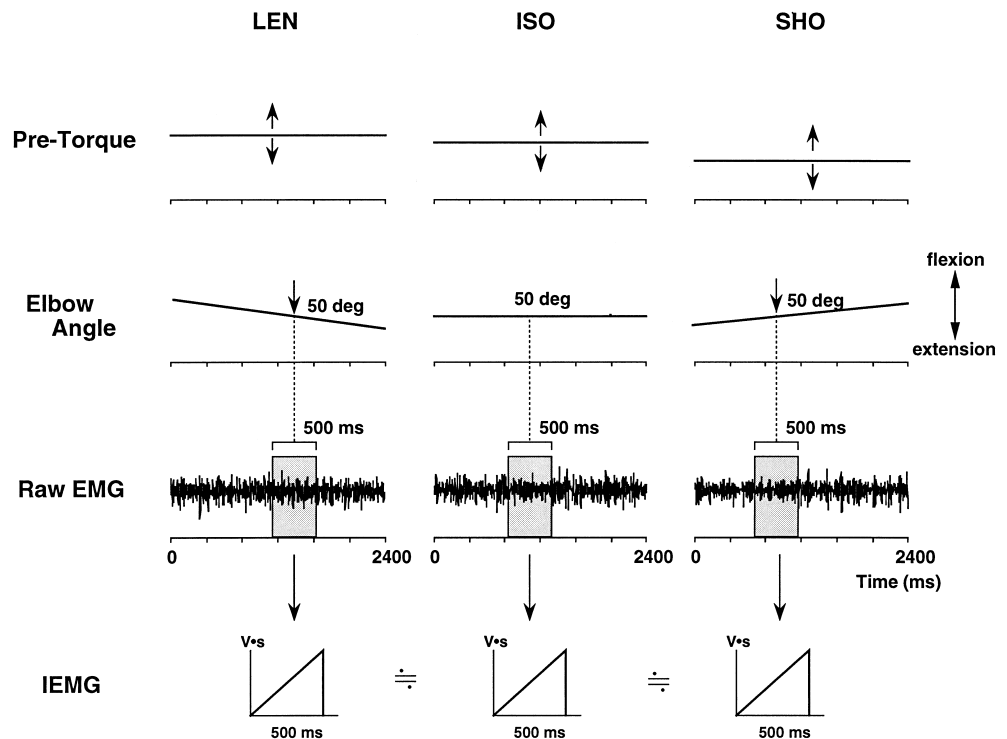 LEN ISO SHO
Pre-Torque
flexion
Elbow
Angle
50 deg 50 deg 50 deg
extension
500 ms 500 ms 500 ms
Raw EMG
0 2400 0 2400 0 2400
Time (ms)
V•s V•s V•s
IEMG ≒ ≒
500 ms 500 ms 500 ms